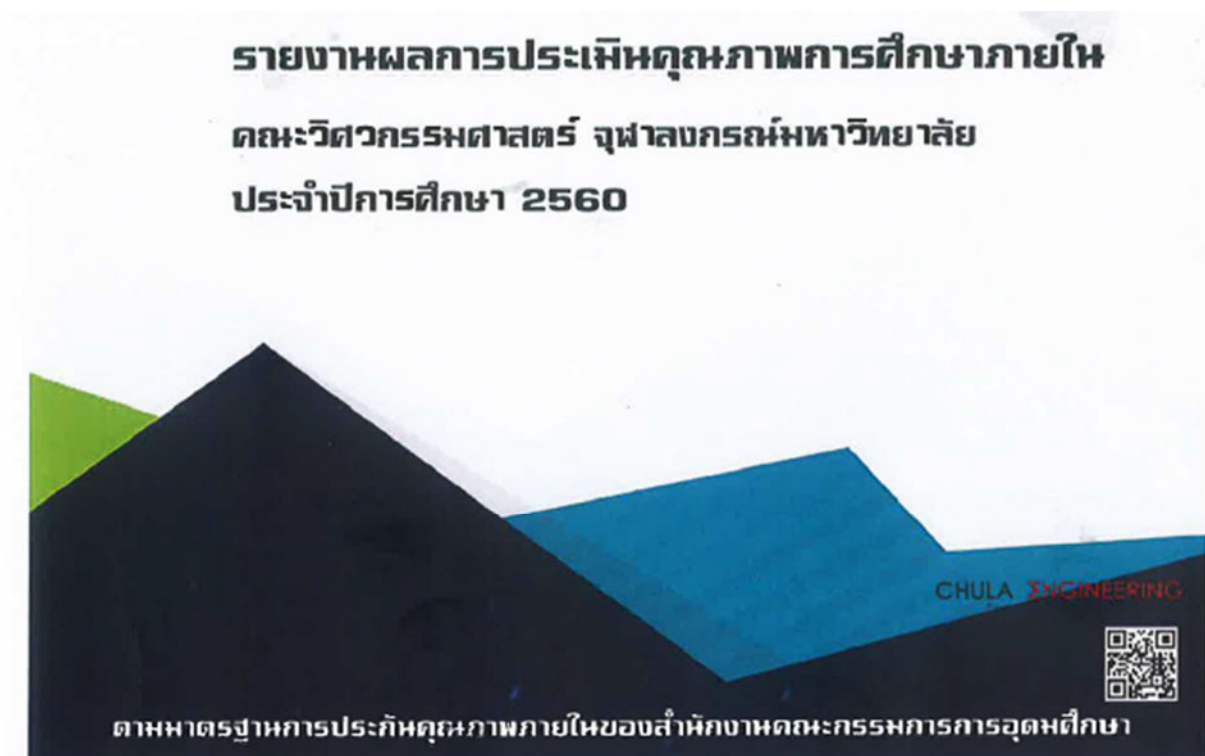 รายงานผลการประเมินคุณภาพการศึกษาภายใน
คณะวิศวกรรมศาสตร์ จุฬาลงกรณ์มหาวิทยาลัย
ประจำปีการศึกษา 2560
CHULA ΣNGINEERING
ตามมาตรฐานการประกันคุณภาพภายในของสำนักงานคณะกรรมการการอุดมศึกษา